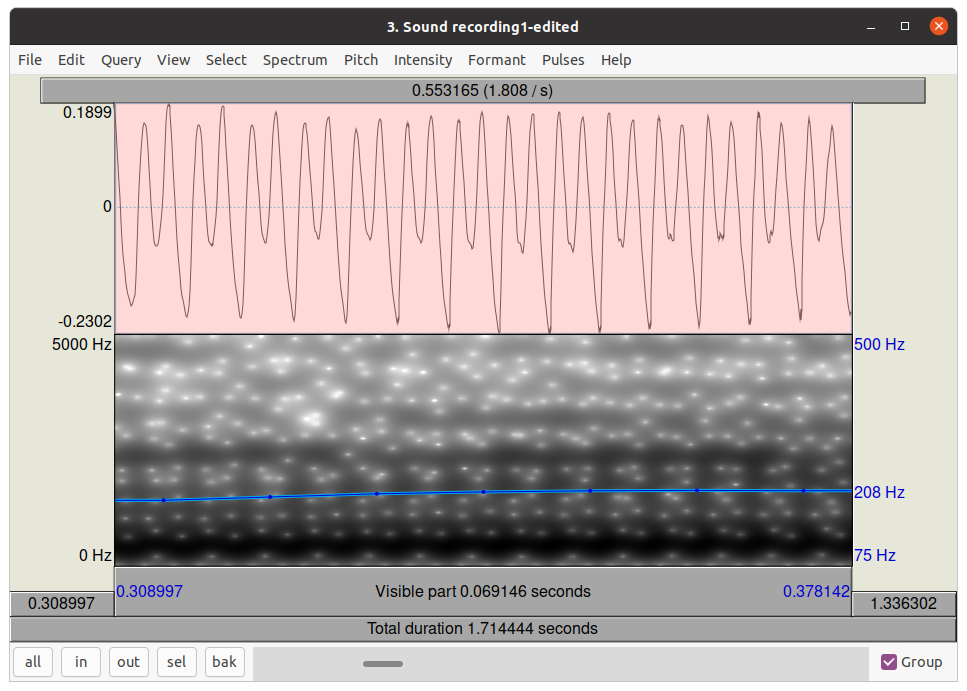 3. Sound recording1-edited
File Edit Query View Select Spectrum Pitch Intensity Formant Pulses Help
0.553165 (1.808 / s)
0.1899
0
-0.2302
5000 Hz 500 Hz
208 Hz
0 Hz 75 Hz
0.308997 Visible part 0.069146 seconds 0.378142
0.308997 1.336302
Total duration 1.714444 seconds
all in out sel bak Group